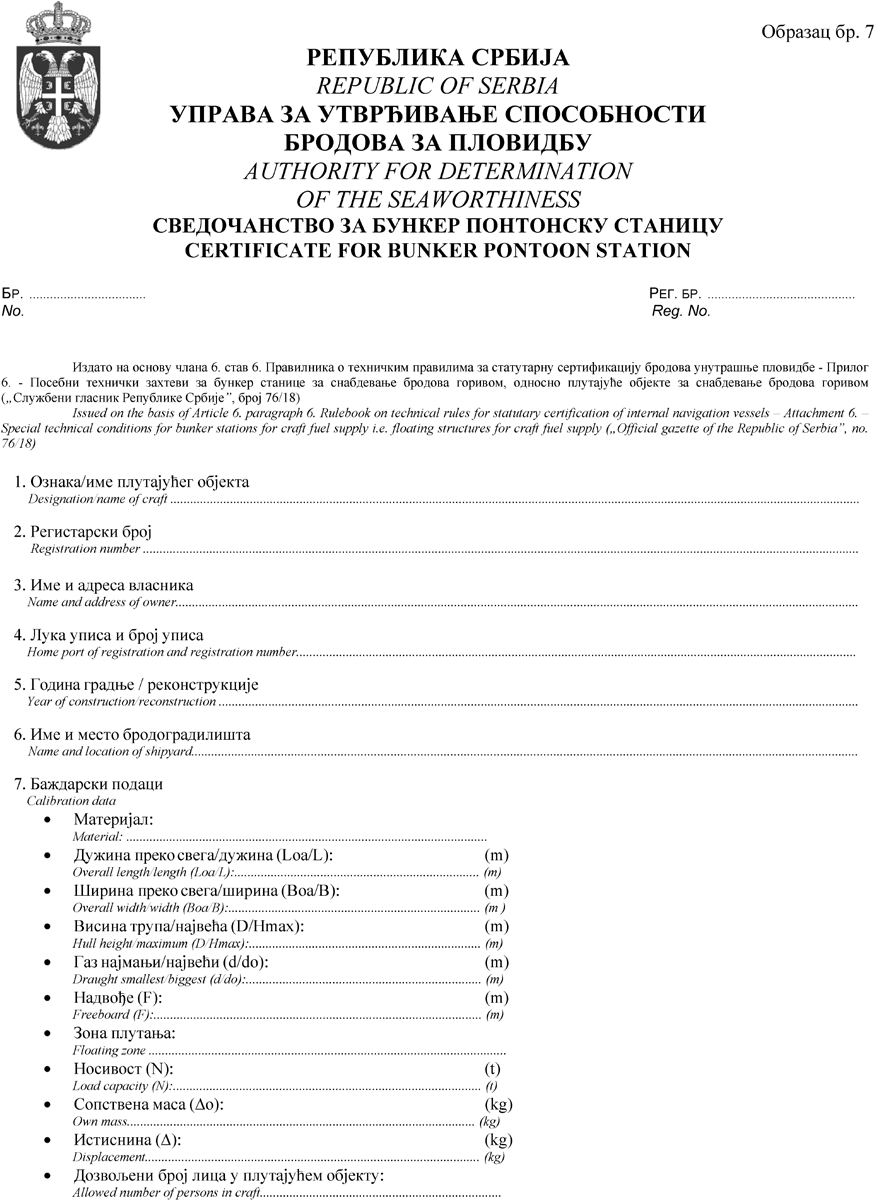 Образац бр. 7
РЕПУБЛИКА СРБИЈА
REPUBLIC OF SERBIA
УПРАВА ЗА УТВРЂИВАЊЕ СПОСОБНОСТИ
БРОДОВА ЗА ПЛОВИДБУ
AUTHORITY FOR DETERMINATION
OF THE SEAWORTHINESS
СВЕДОЧАНСТВО ЗА БУНКЕР ПОНТОНСКУ СТАНИЦУ
CERTIFICATE FOR BUNKER PONTOON STATION
БР. .................................. РЕГ. БР. ...........................................
No. Reg. No.
Издато на основу члана 6. став 6. Правилника о техничким правилима за статутарну сертификацију бродова унутрашње пловидбе - Прилог
6. - Посебни технички захтеви за бункер станице за снабдевање бродова горивом, односно плутајуће објекте за снабдевање бродова горивом
(„Службени гласник Републике Србије”, број 76/18)
Issued on the basis of Article 6. paragraph 6. Rulebook on technical rules for statutary certification of internal navigation vessels – Attachment 6. –
Special technical conditions for bunker stations for craft fuel supply i.e. floating structures for craft fuel supply („Official gazette of the Republic of Serbia”, no.
76/18)
1. Ознака/име плутајућег објекта
Designation/name of craft ....................
2. Регистарски број
Registration number ....................
3. Име и адреса власника
Name and address of owner....................
4. Лука уписа и број уписа
Home port of registration and registration number....................
5. Година градње / реконструкције
Year of construction/reconstruction ....................
6. Име и место бродоградилишта
Name and location of shipyard....................
7. Баждарски подаци
Calibration data
• Материјал:
Material: ....................
• Дужина преко свега/дужина (Loa/L): (m)
Overall length/length (Loa/L):.................... (m)
• Ширина преко свега/ширина (Boa/B): (m)
Overall width/width (Boa/B):.................... (m )
• Висина трупа/највећа (D/Hmax): (m)
Hull height/maximum (D/Hmax):.................... (m)
• Газ најмањи/највећи (d/do): (m)
Draught smallest/biggest (d/do):.................... (m)
• Надвође (F): (m)
Freeboard (F):.................... (m)
• Зона плутања:
Floating zone ....................
• Носивост (N): (t)
Load capacity (N):.................... (t)
• Сопствена маса (Δo): (kg)
Own mass.................... (kg)
• Истиснина (Δ): (kg)
Displacement.................... (kg)
• Дозвољени број лица у плутајућем објекту:
Allowed number of persons in craft....................